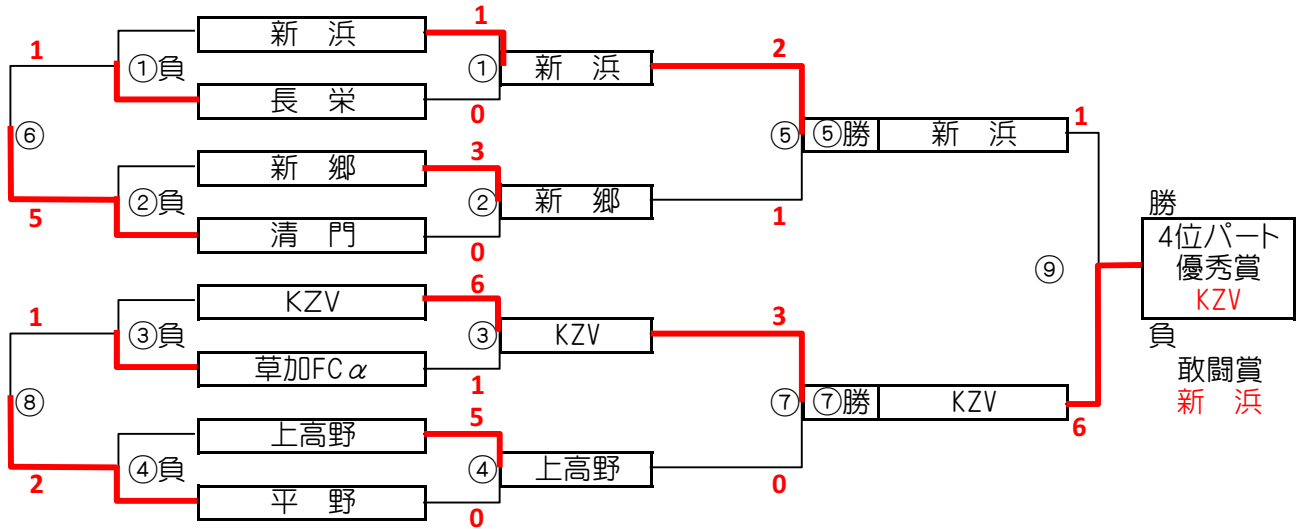 新 浜
1
1
①負
①
新 浜
2
長 栄
0
⑥
⑤
⑤勝
新 浜
1
新 郷
3
②負
②
新 郷
5
1
清 門
0
⑨
勝
4位パート
優秀賞
KZV
負
敢闘賞
新 浜
KZV
6
1
③負
③
KZV
3
草加FCα
1
⑧
⑦
⑦勝
KZV
6
上高野
5
④負
④
上高野
2
0
平 野
0